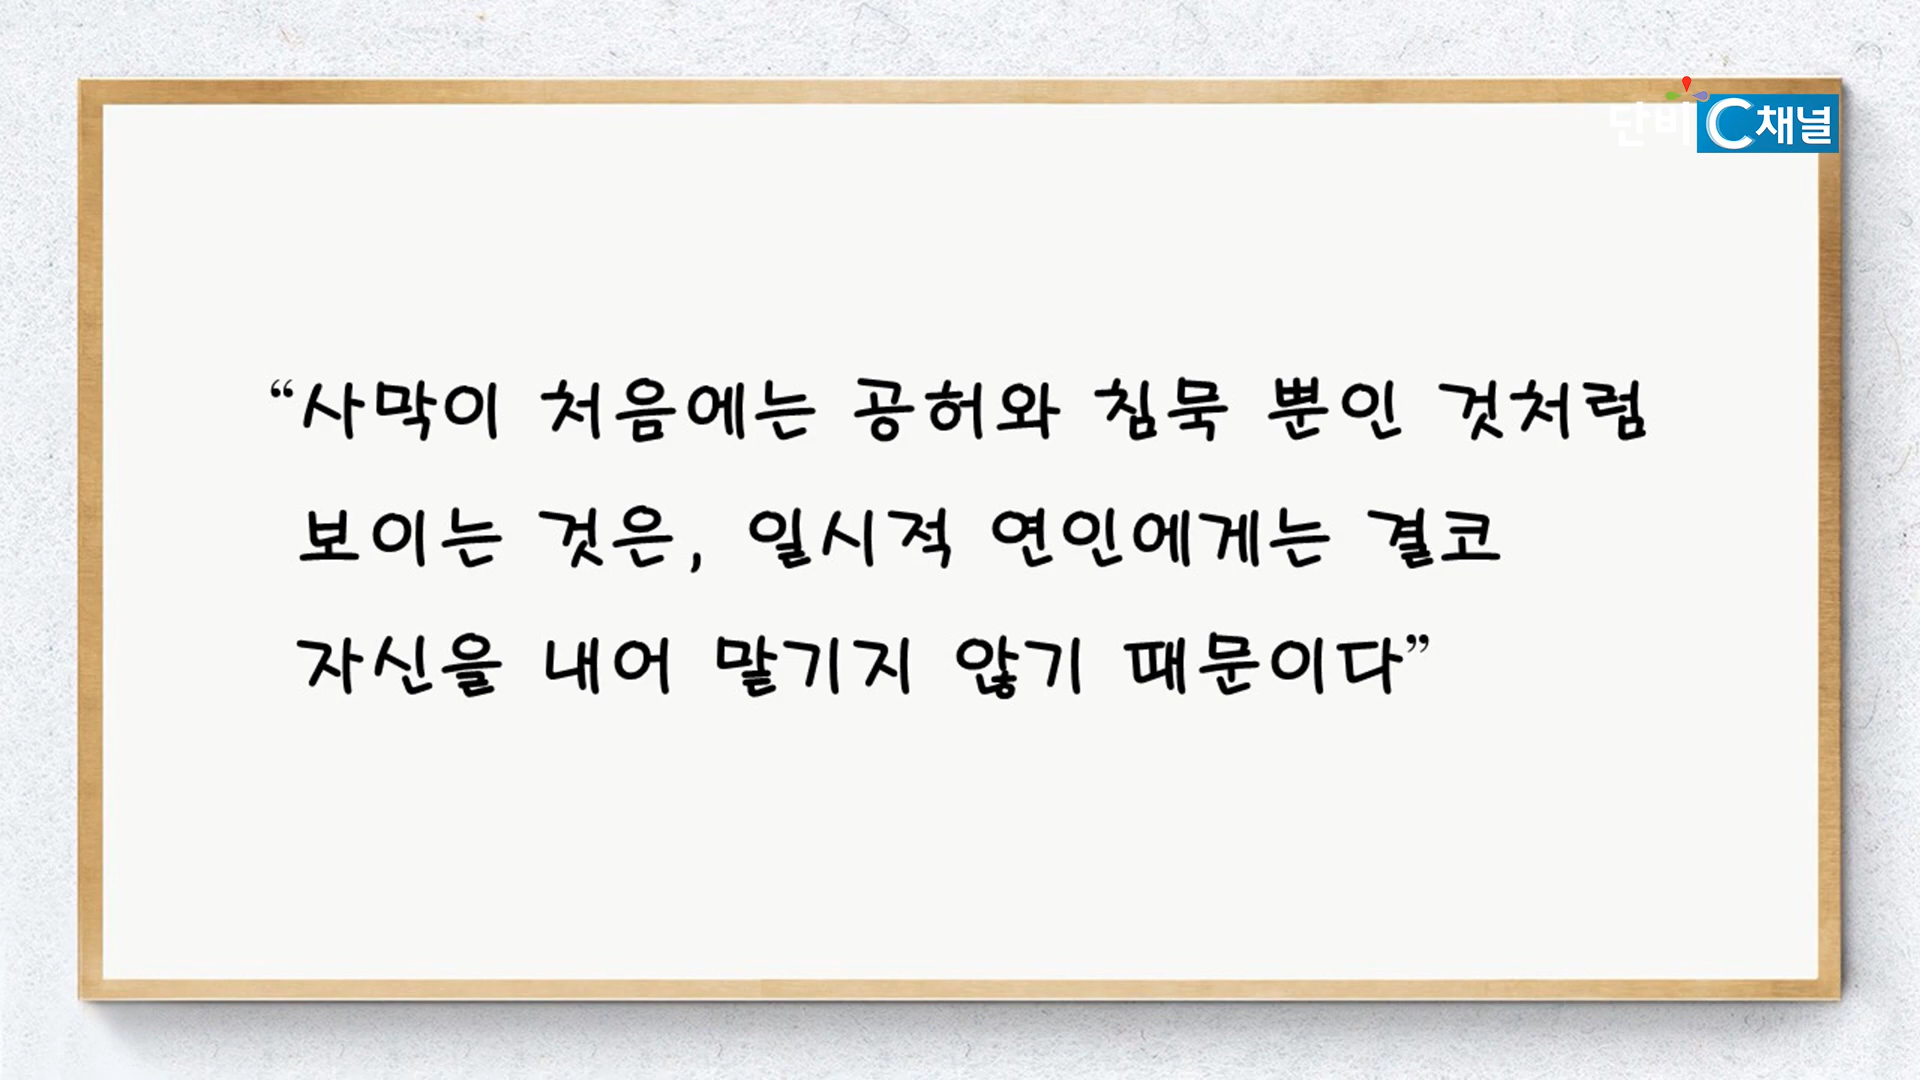 단비 C채널
“사막이 처음에는 공허와 침묵 뿐인 것처럼
보이는 것은, 일시적 연인에게는 결코
자신을 내어 맡기지 않기 때문이다”